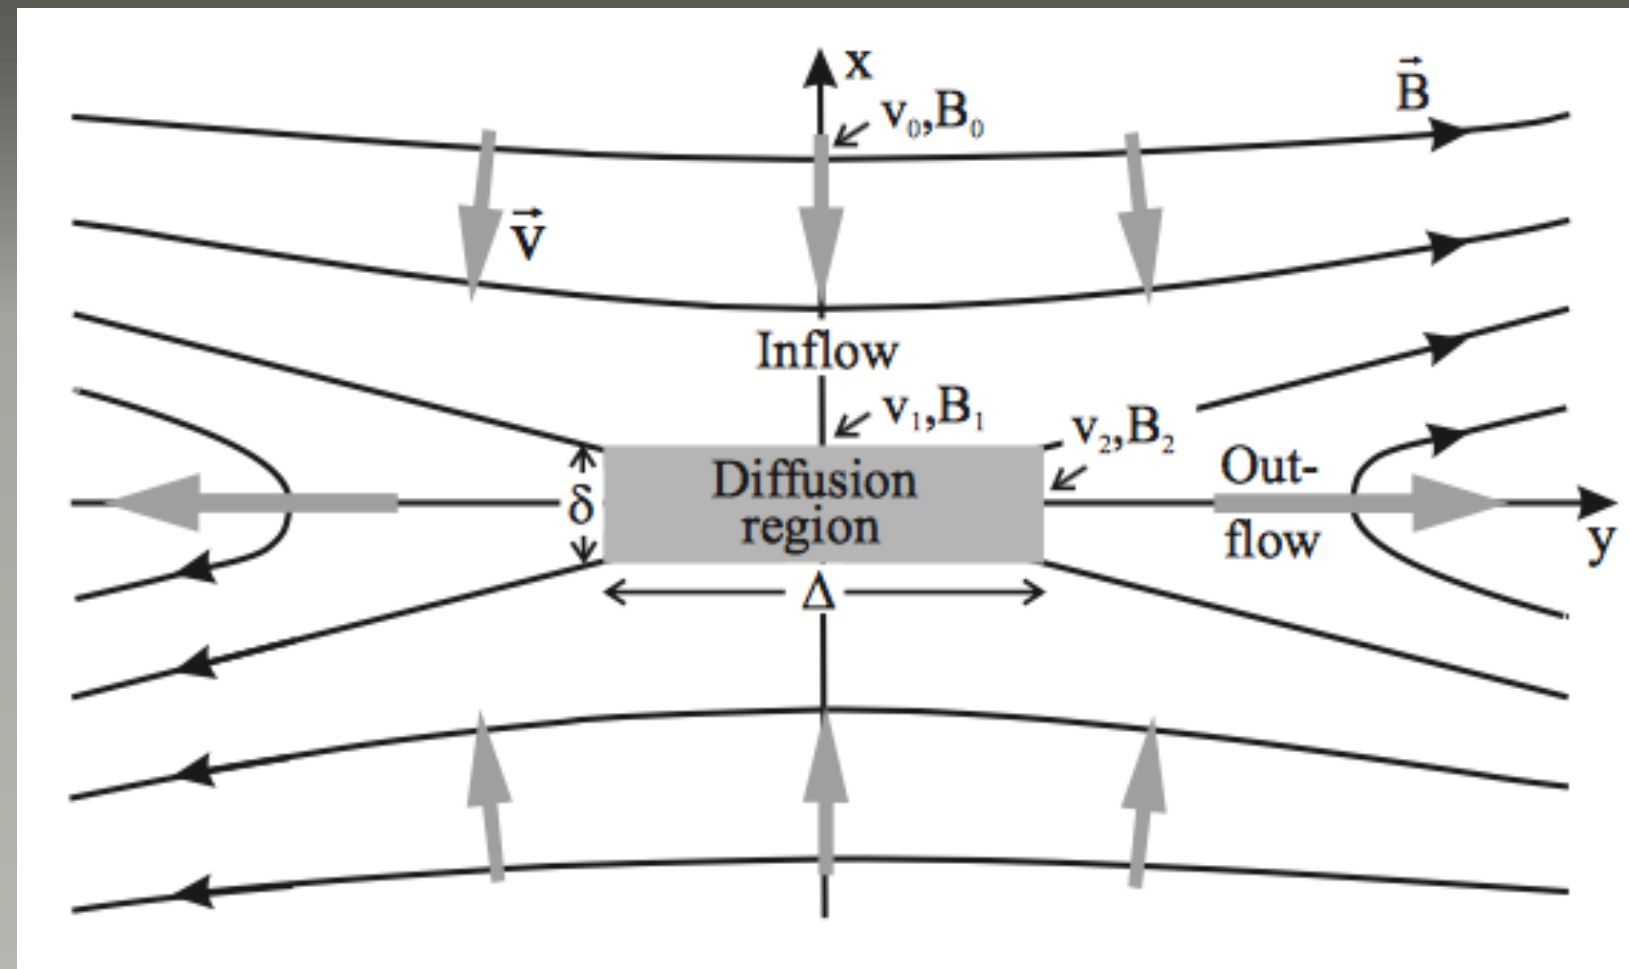 x
v₀,B₀
B⃗
v⃗
Inflow
v₁,B₁
v₂,B₂
Diffusion
region
δ
Out-
flow
y
Δ